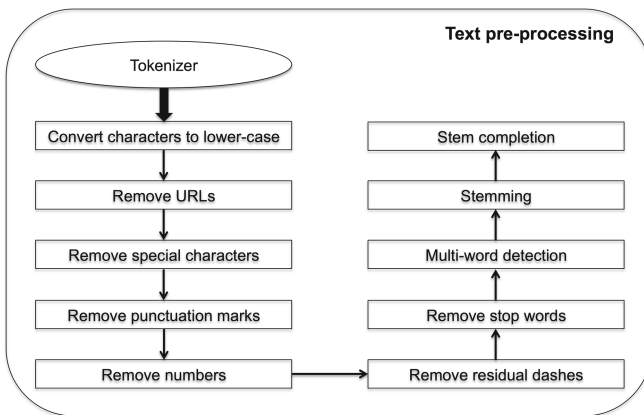 Text pre-processing
Tokenizer
Convert characters to lower-case
Remove URLs
Remove special characters
Remove punctuation marks
Remove numbers
Remove residual dashes
Remove stop words
Multi-word detection
Stemming
Stem completion